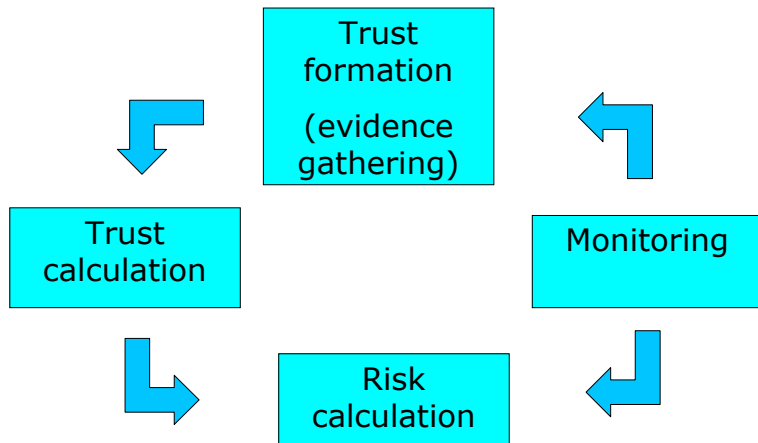 Trust
formation
(evidence
gathering)
Trust
calculation
Monitoring
Risk
calculation